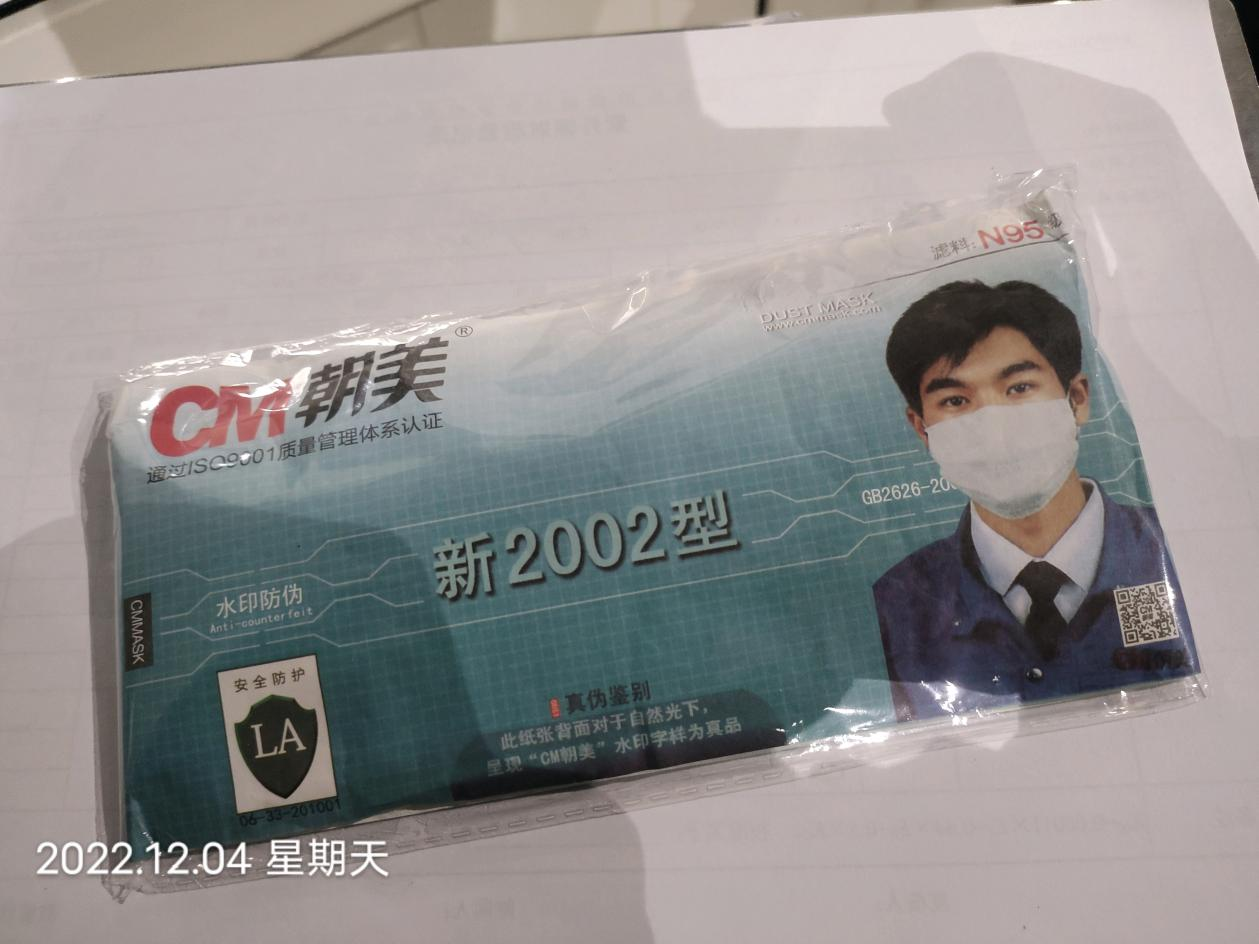 滤料: N95级
DUST MASK
www.cmmask.com
CM朝美®
通过ISO9001质量管理体系认证
GB2626-20
新2002型
水印防伪
Anti-counterfeit
CMMASK
安全防护
LA
06-33-201001
真伪鉴别
此纸张背面对于自然光下，
呈现“CM朝美”水印字样为真品
2022.12.04 星期天